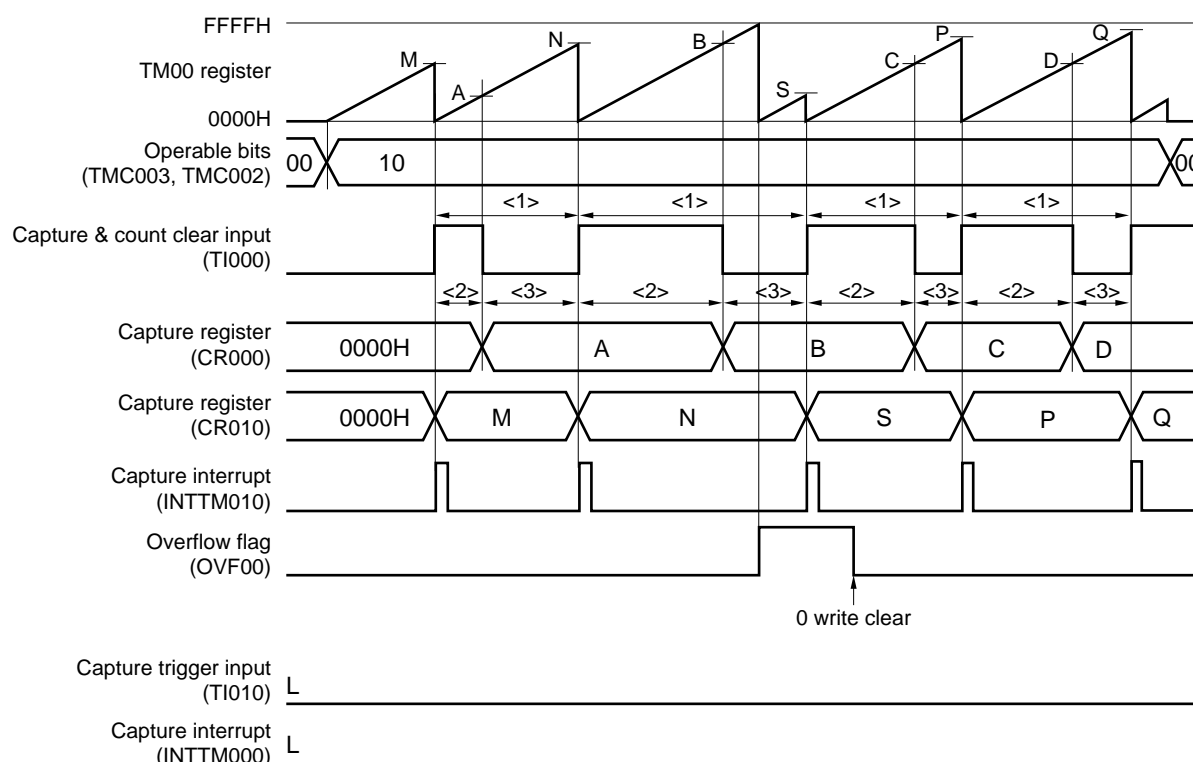 FFFFH
TM00 register
0000H
M A N B S C P D Q
Operable bits
(TMC003, TMC002)
00 10 00
<1> <1> <1> <1>
Capture & count clear input
(TI000)
<2> <3> <2> <3> <2> <3> <2> <3>
Capture register
(CR000)
0000H A B C D
Capture register
(CR010)
0000H M N S P Q
Capture interrupt
(INTTM010)
Overflow flag
(OVF00)
0 write clear
Capture trigger input
(TI010)
L
Capture interrupt
(INTTM000)
L